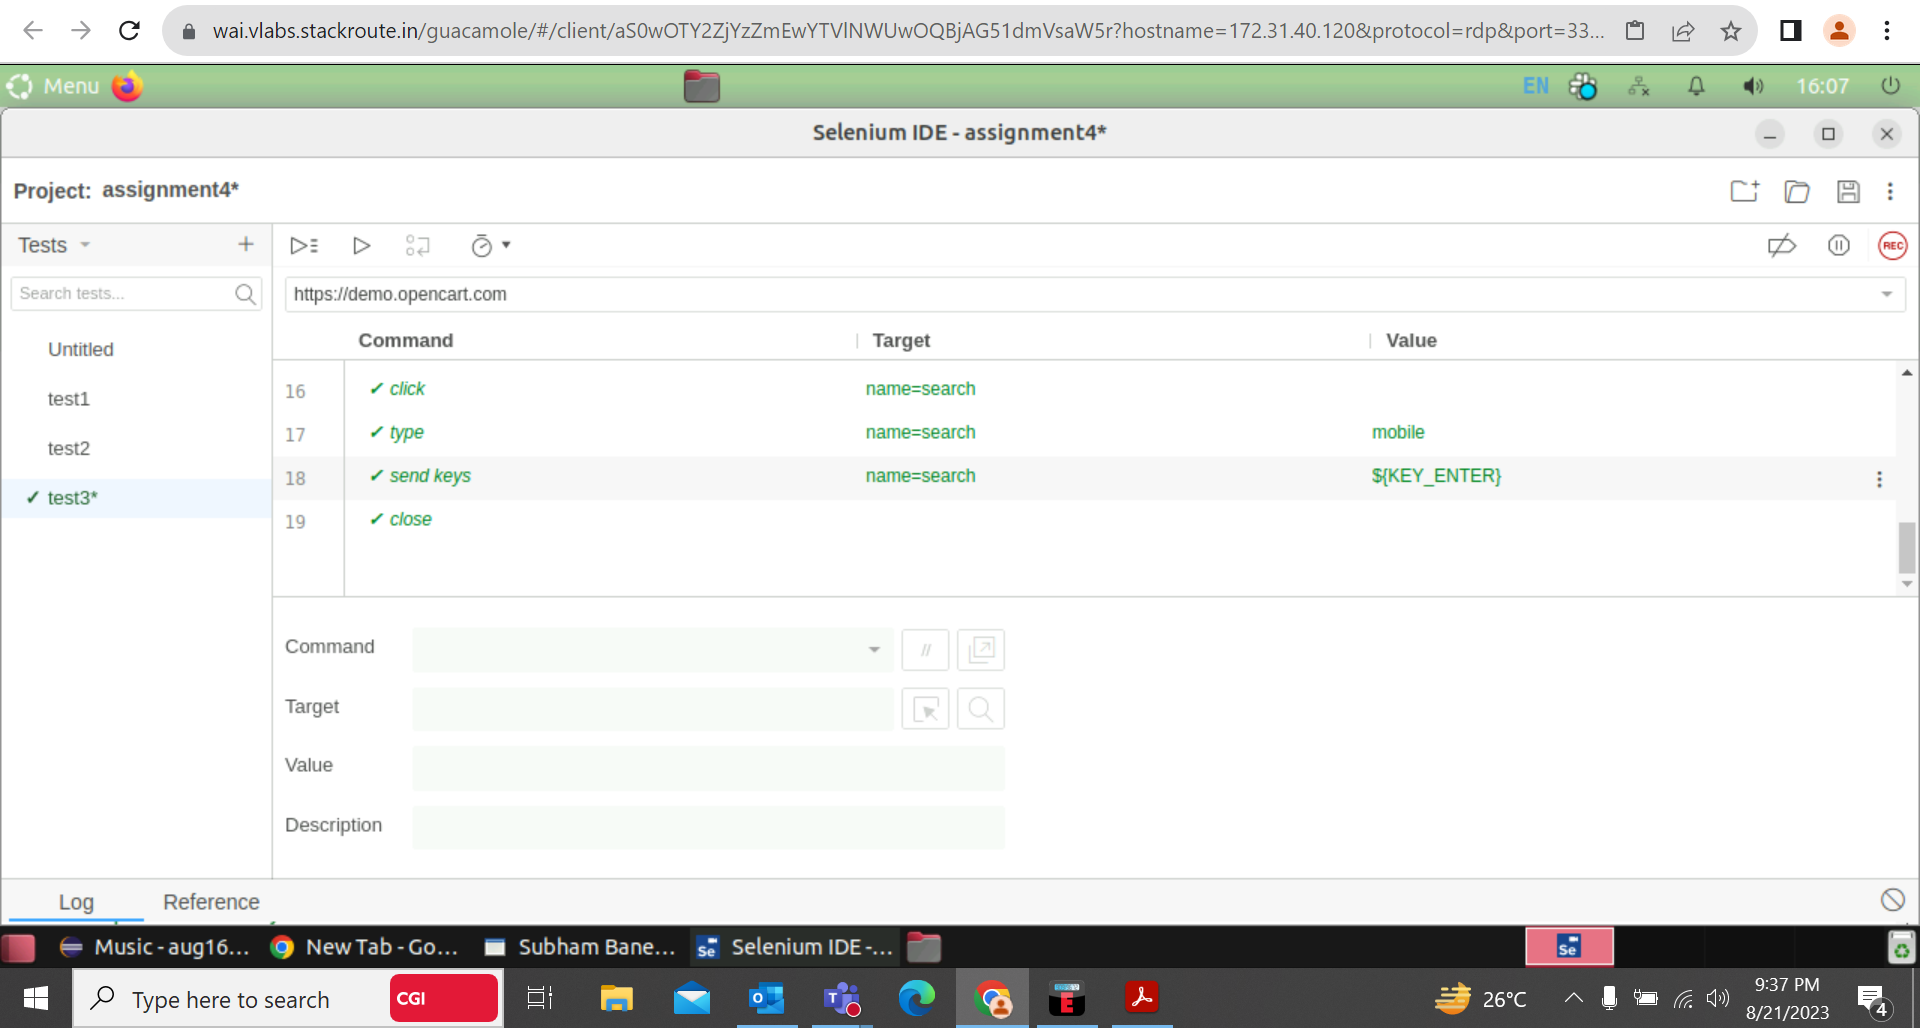 wai.vlabs.stackroute.in/guacamole/#/client/aS0wOTY2ZjYzZmEwYTVlNWUwOQBjAG51dmVsaW5r?hostname=172.31.40.120&protocol=rdp&port=33...
Menu
EN
16:07
Selenium IDE - assignment4*
Project: assignment4*
Tests
REC
Search tests...
https://demo.opencart.com
Untitled
test1
test2
✓ test3*
Command Target Value
16 ✓ click name=search
17 ✓ type name=search mobile
18 ✓ send keys name=search ${KEY_ENTER}
19 ✓ close
Command
//
Target
Value
Description
Log Reference
Music - aug16... New Tab - Go... Subham Bane... Se Selenium IDE -... Se
Type here to search CGI
26°C
9:37 PM
8/21/2023
4